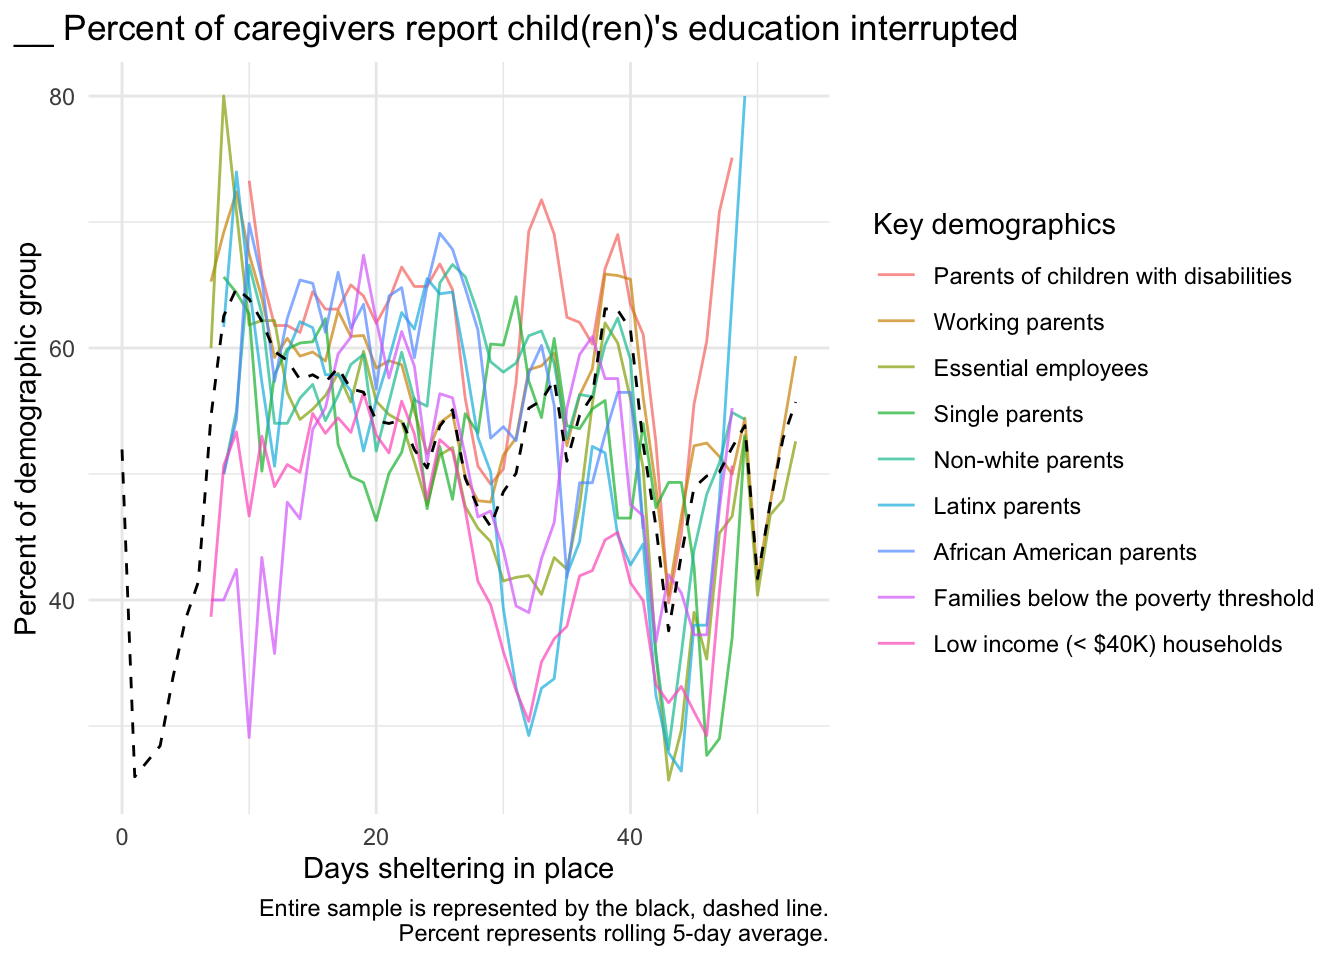 __ Percent of caregivers report child(ren)'s education interrupted
80
60
40
Percent of demographic group
0
20
40
Days sheltering in place
Entire sample is represented by the black, dashed line.
Percent represents rolling 5-day average.
Key demographics
Parents of children with disabilities
Working parents
Essential employees
Single parents
Non-white parents
Latinx parents
African American parents
Families below the poverty threshold
Low income (< $40K) households